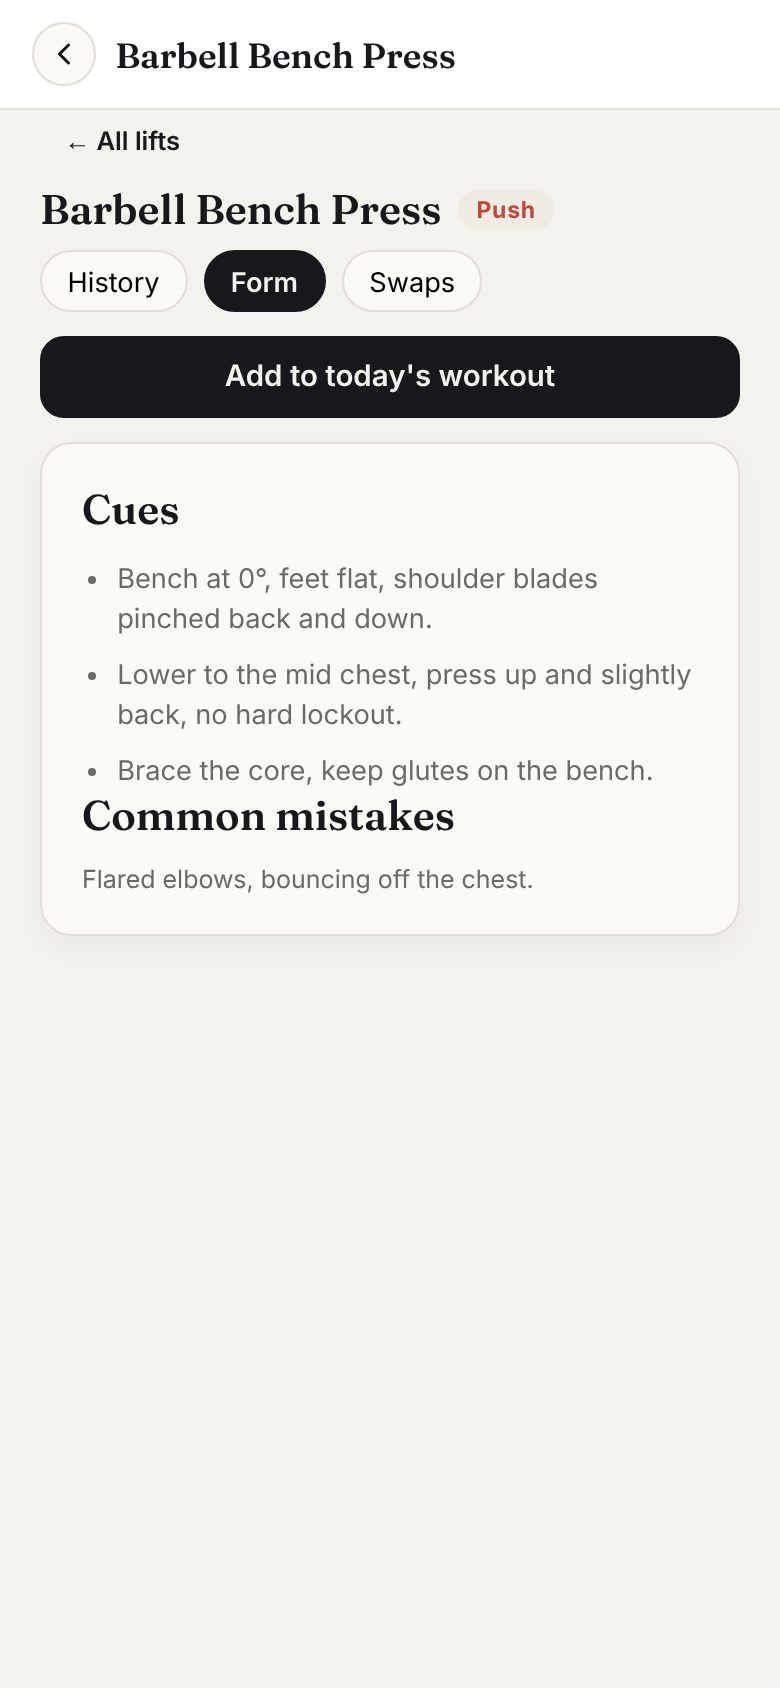 Barbell Bench Press
← All lifts
Barbell Bench Press Push
History Form Swaps
Add to today's workout
Cues
• Bench at 0°, feet flat, shoulder blades
pinched back and down.
• Lower to the mid chest, press up and slightly
back, no hard lockout.
• Brace the core, keep glutes on the bench.
Common mistakes
Flared elbows, bouncing off the chest.